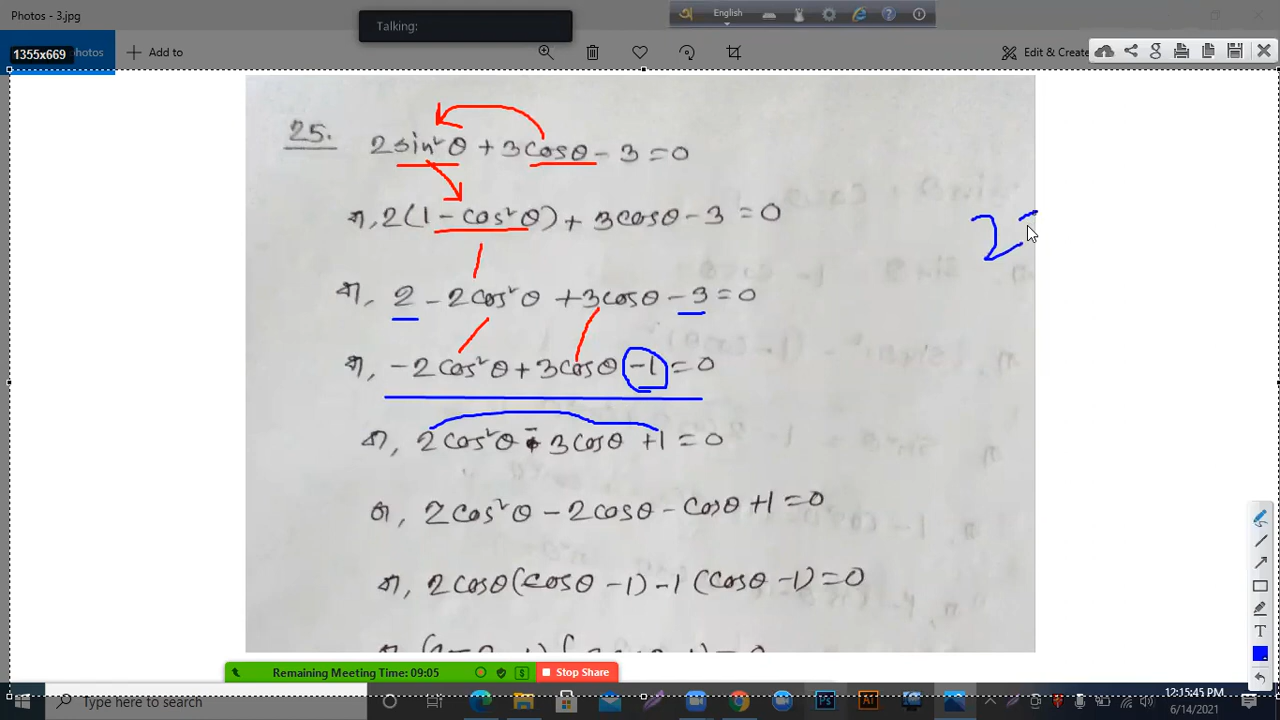 Photos - 3.jpg
Talking:
English
1355x669
photos
Add to
Edit & Create
25.
2sin²θ + 3cosθ - 3 = 0
বা, 2(1 - cos²θ) + 3cosθ - 3 = 0
2
বা, 2 - 2cos²θ + 3cosθ - 3 = 0
বা, -2cos²θ + 3cosθ - 1 = 0
বা, 2cos²θ - 3cosθ + 1 = 0
বা, 2cos²θ - 2cosθ - cosθ + 1 = 0
বা, 2cosθ(cosθ - 1) - 1 (cosθ - 1) = 0
Remaining Meeting Time: 09:05
Stop Share
Type here to search
12:15:45 PM
6/14/2021